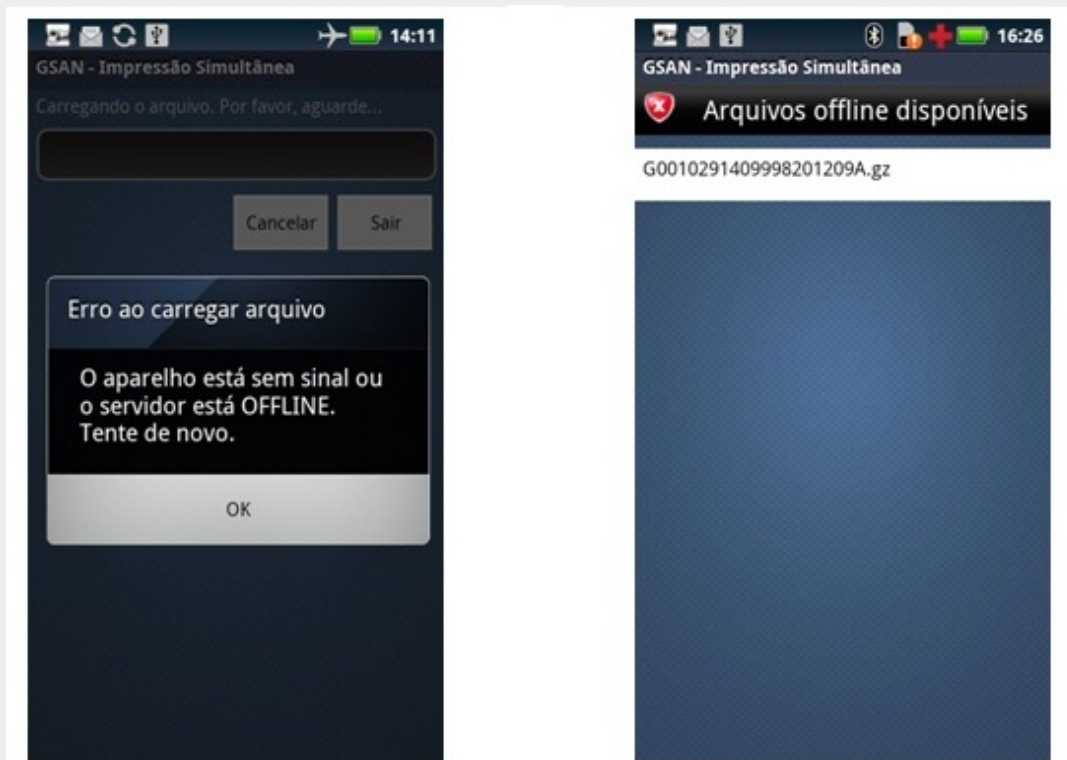 14:11
GSAN - Impressão Simultânea
Carregando o arquivo. Por favor, aguarde...
Cancelar
Sair
Erro ao carregar arquivo
O aparelho está sem sinal ou
o servidor está OFFLINE.
Tente de novo.
OK
16:26
GSAN - Impressão Simultânea
Arquivos offline disponíveis
G0010291409998201209A.gz